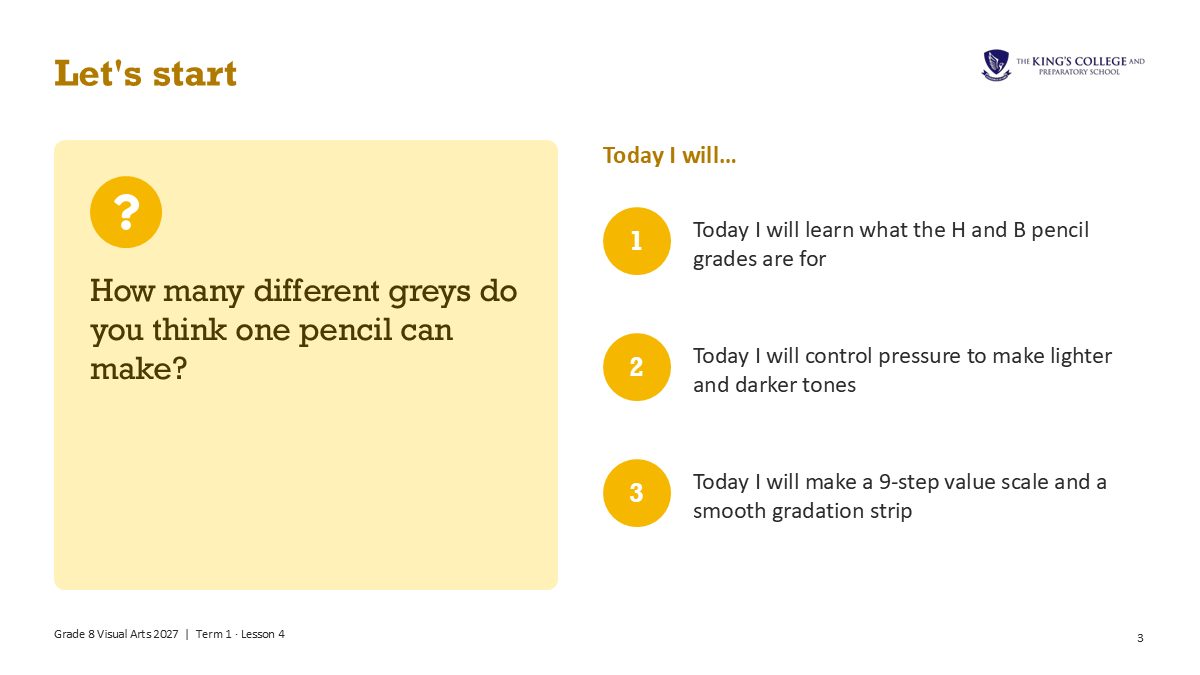 Let's start
THE KING'S COLLEGE AND
PREPARATORY SCHOOL
?
How many different greys do
you think one pencil can
make?
Today I will...
1
Today I will learn what the H and B pencil
grades are for
2
Today I will control pressure to make lighter
and darker tones
3
Today I will make a 9-step value scale and a
smooth gradation strip
Grade 8 Visual Arts 2027 | Term 1 · Lesson 4
3